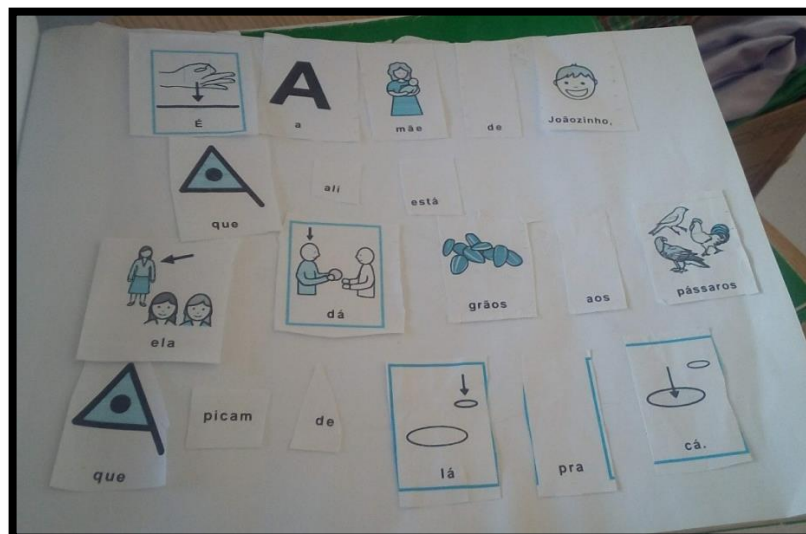 É a mãe de Joãozinho,
que ali está
ela dá grãos aos pássaros
que picam de lá pra cá.